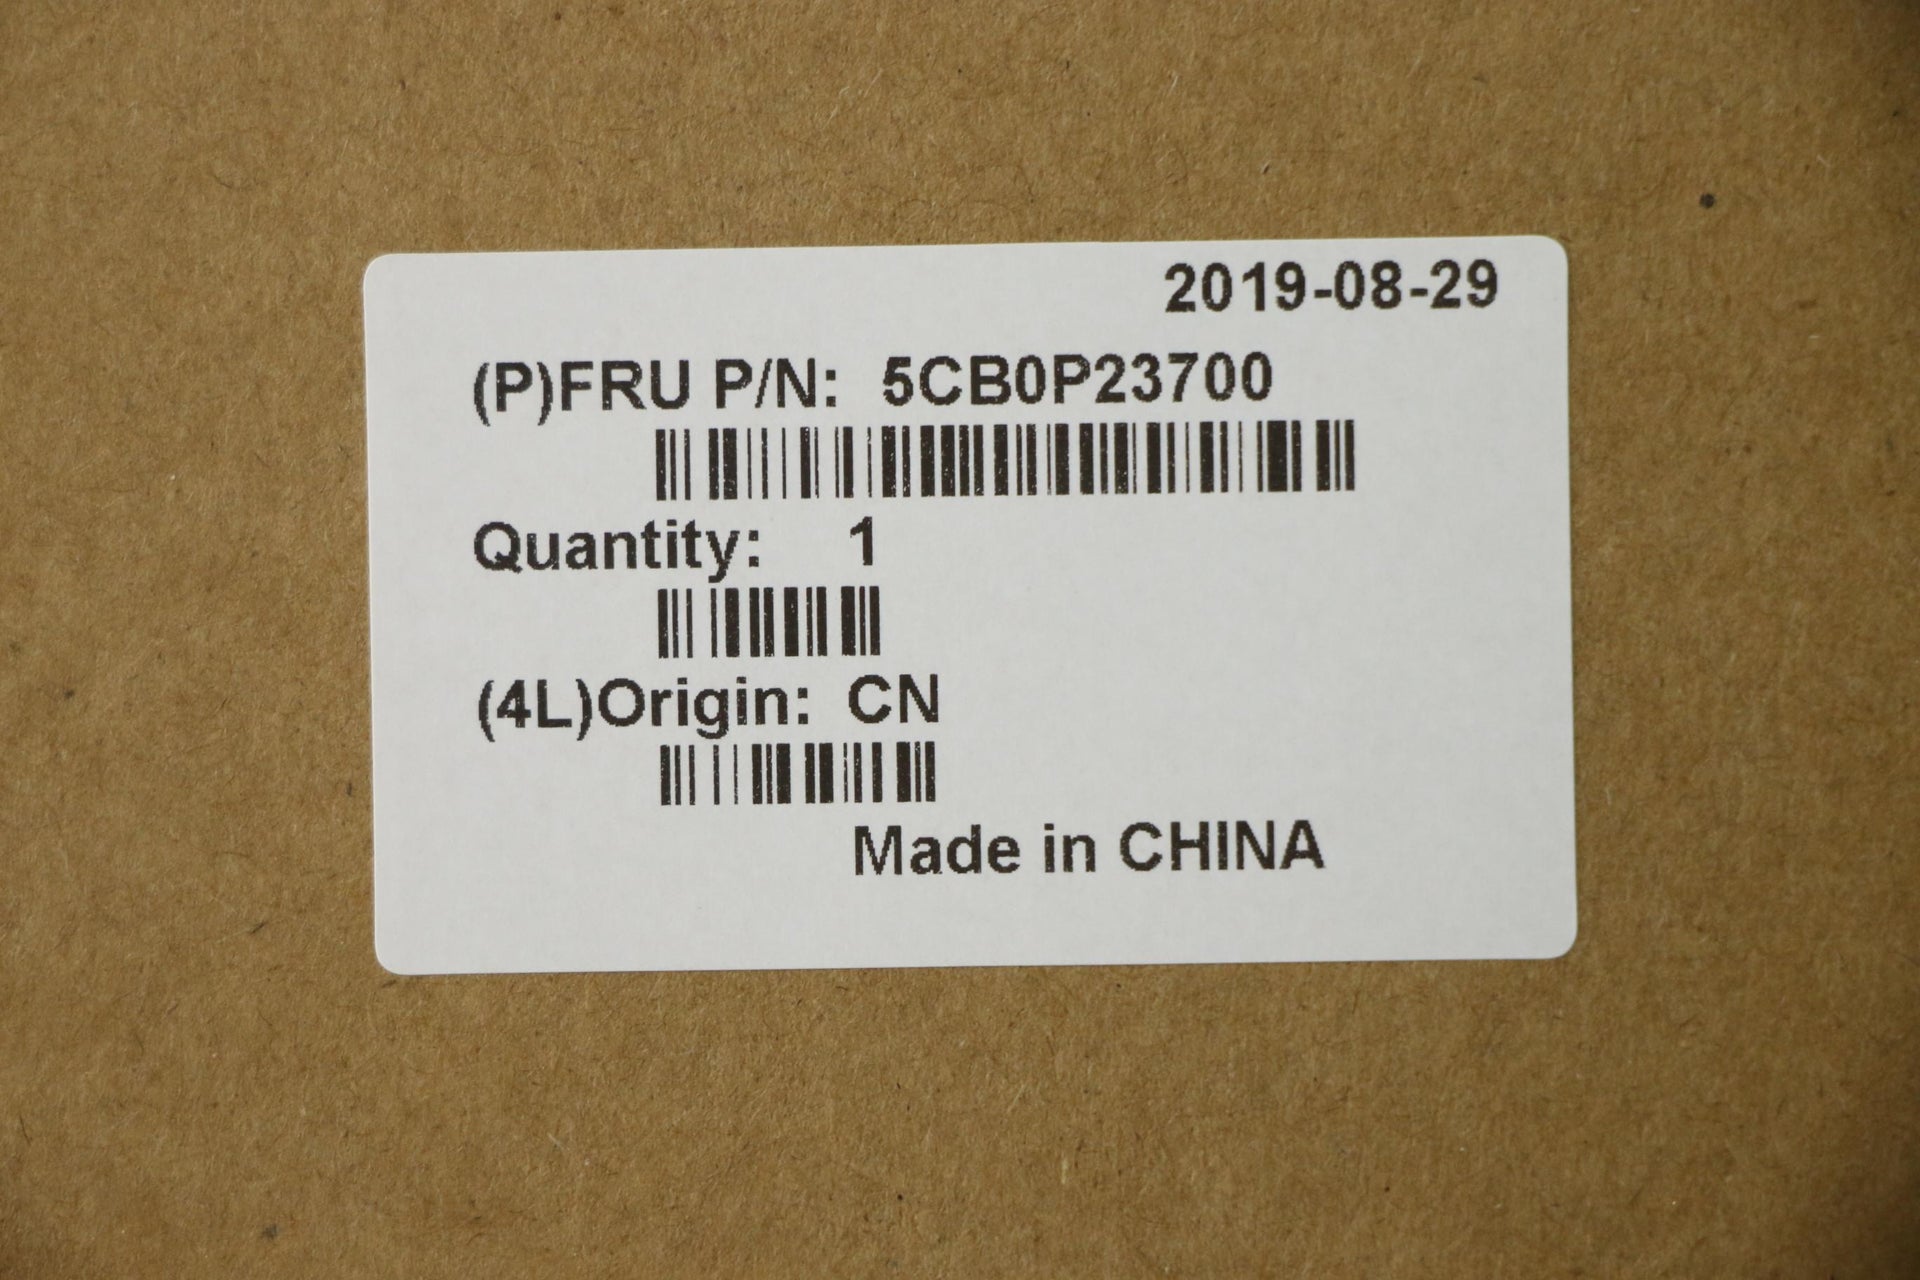 2019-08-29
(P)FRU P/N: 5CB0P23700
Quantity: 1
(4L)Origin: CN
Made in CHINA